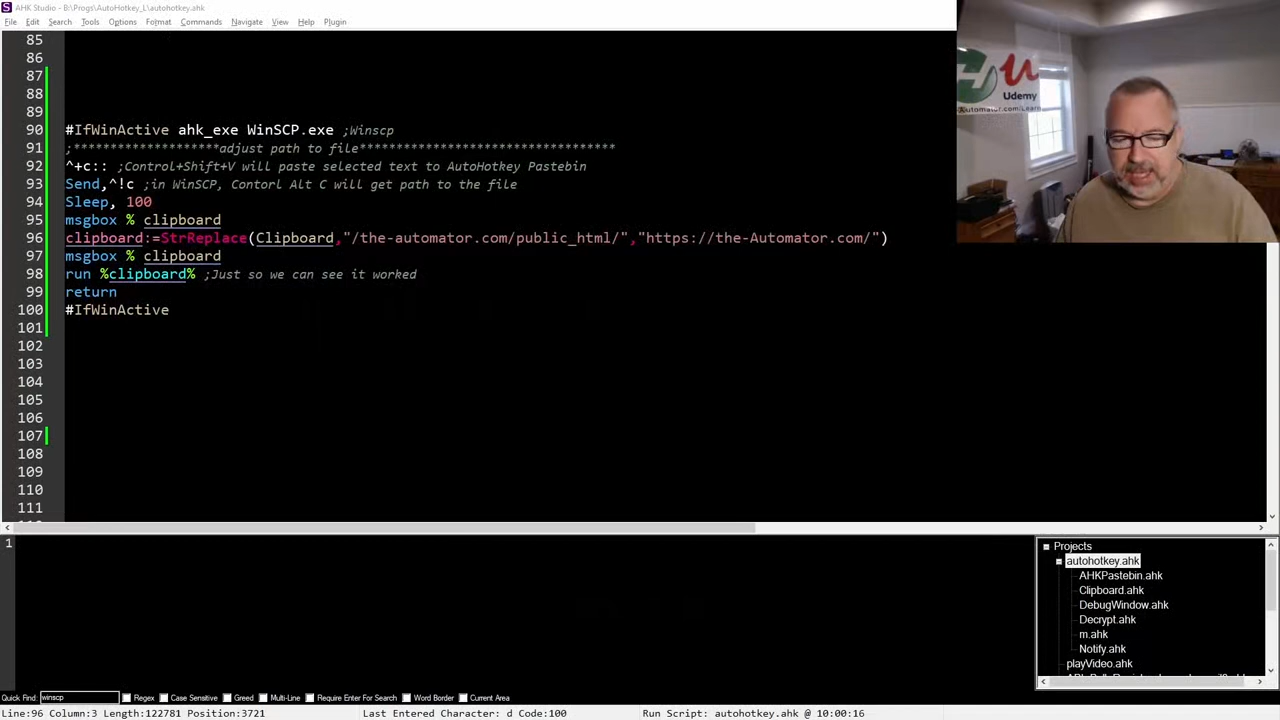 AHK Studio - B:\Progs\AutoHotkey_L\autohotkey.ahk
File Edit Search Tools Options Format Commands Navigate View Help Plugin
85
86
87
88
89
90 #IfWinActive ahk_exe WinSCP.exe ;Winscp
91 ;********************adjust path to file***********************************
92 ^+c:: ;Control+Shift+V will paste selected text to AutoHotkey Pastebin
93 Send,^!c ;in WinSCP, Contorl Alt C will get path to the file
94 Sleep, 100
95 msgbox % clipboard
96 clipboard:=StrReplace(Clipboard,"/the-automator.com/public_html/","https://the-Automator.com/")
97 msgbox % clipboard
98 run %clipboard% ;Just so we can see it worked
99 return
100 #IfWinActive
101
102
103
104
105
106
107
108
109
110
111
Udemy
1
Projects
autohotkey.ahk
AHKPastebin.ahk
Clipboard.ahk
DebugWindow.ahk
Decrypt.ahk
m.ahk
Notify.ahk
playVideo.ahk
Quick Find: winscp Regex Case Sensitive Greed Multi-Line Require Enter For Search Word Border Current Area
Line:96 Column:3 Length:122781 Position:3721 Last Entered Character: d Code:100 Run Script: autohotkey.ahk @ 10:00:16